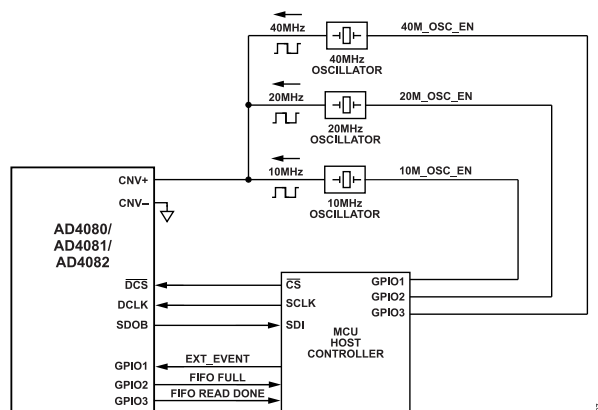 40MHz
40M_OSC_EN
40MHz
OSCILLATOR
20MHz
20M_OSC_EN
20MHz
OSCILLATOR
10MHz
10M_OSC_EN
10MHz
OSCILLATOR
CNV+
CNV–
AD4080/
AD4081/
AD4082
DCS
DCLK
SDOB
GPIO1
GPIO2
GPIO3
CS
SCLK
SDI
MCU
HOST
CONTROLLER
GPIO1
GPIO2
GPIO3
EXT_EVENT
FIFO FULL
FIFO READ DONE